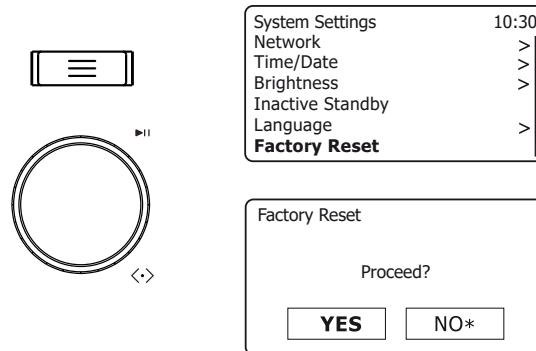 System Settings 10:30
Network >
Time/Date >
Brightness >
Inactive Standby
Language >
Factory Reset
Factory Reset
Proceed?
YES NO*